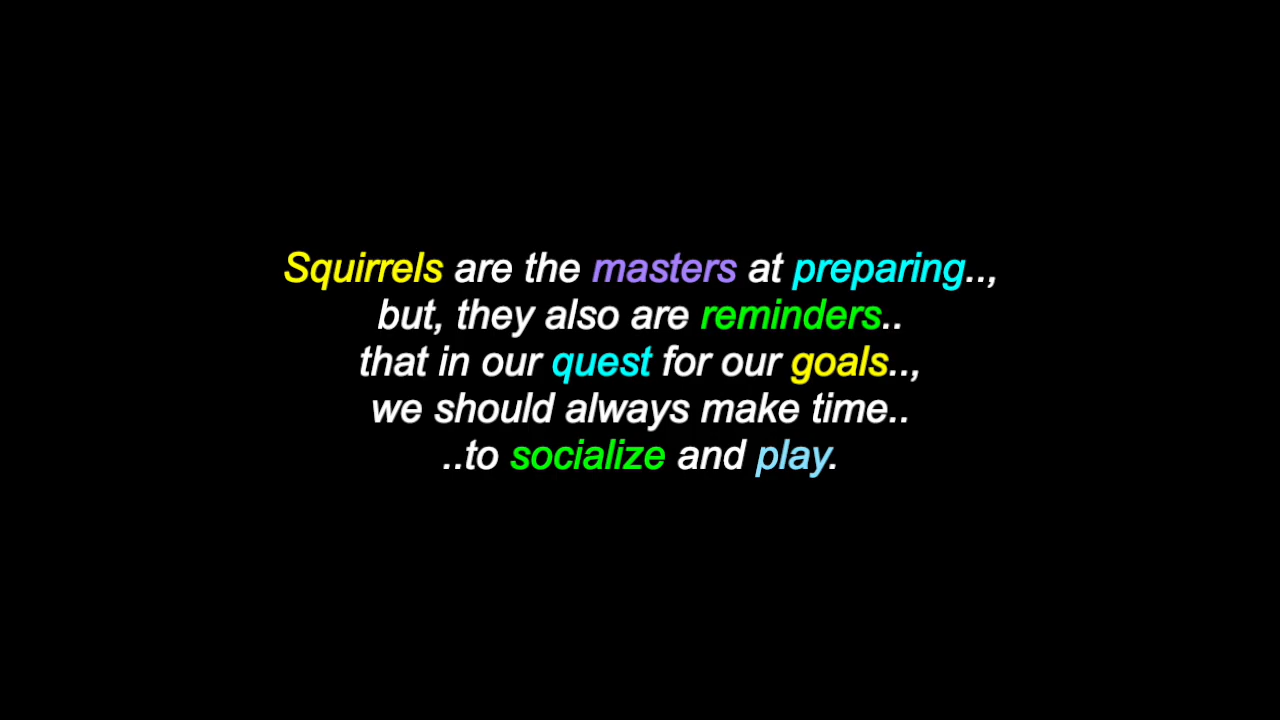 Squirrels are the masters at preparing..,
but, they also are reminders..
that in our quest for our goals..,
we should always make time..
..to socialize and play.